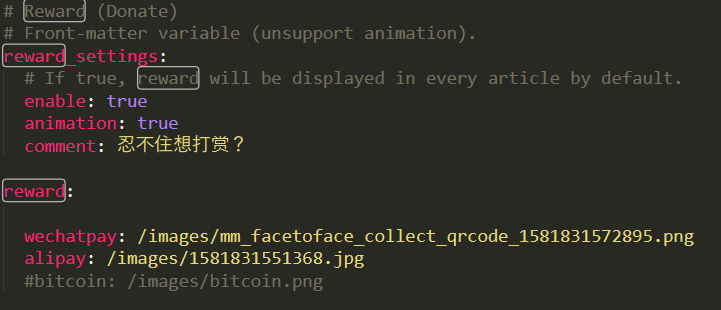 # Reward (Donate)
# Front-matter variable (unsupport animation).
reward_settings:
# If true, reward will be displayed in every article by default.
enable: true
animation: true
comment: 忍不住想打赏？
reward:
wechatpay: /images/mm_facetoface_collect_qrcode_1581831572895.png
alipay: /images/1581831551368.jpg
#bitcoin: /images/bitcoin.png